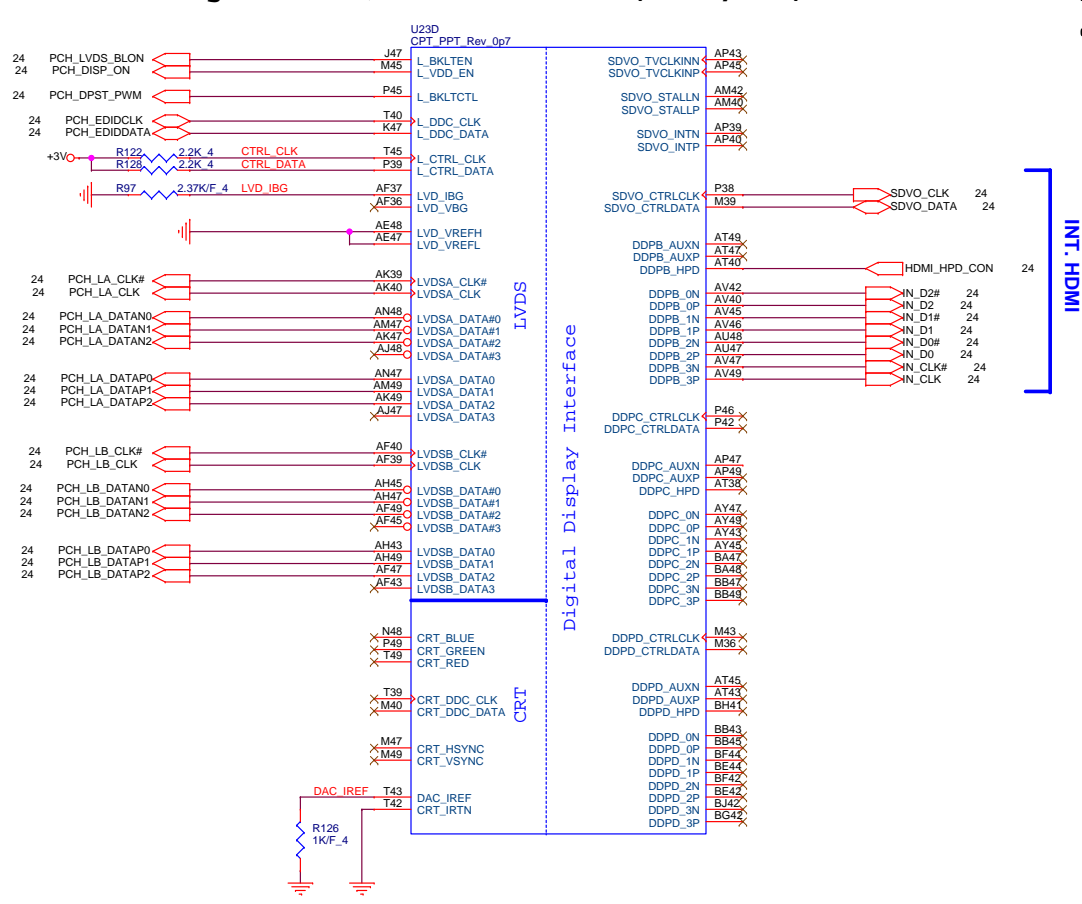 U23D
CPT_PPT_Rev_0p7
24 PCH_LVDS_BLON J47 L_BKLTEN
24 PCH_DISP_ON M45 L_VDD_EN
24 PCH_DPST_PWM P45 L_BKLTCTL
24 PCH_EDIDCLK T40 L_DDC_CLK
24 PCH_EDIDDATA K47 L_DDC_DATA
+3V R122 2.2K_4 CTRL_CLK T45 L_CTRL_CLK
R128 2.2K_4 CTRL_DATA P39 L_CTRL_DATA
R97 2.37K/F_4 LVD_IBG AF37 LVD_IBG
AF36 LVD_VBG
AE48 LVD_VREFH
AE47 LVD_VREFL
24 PCH_LA_CLK# AK39 LVDSA_CLK#
24 PCH_LA_CLK AK40 LVDSA_CLK
24 PCH_LA_DATAN0 AN48 LVDSA_DATA#0
24 PCH_LA_DATAN1 AM47 LVDSA_DATA#1
24 PCH_LA_DATAN2 AK47 LVDSA_DATA#2
AJ48 LVDSA_DATA#3
24 PCH_LA_DATAP0 AN47 LVDSA_DATA0
24 PCH_LA_DATAP1 AM49 LVDSA_DATA1
24 PCH_LA_DATAP2 AK49 LVDSA_DATA2
AJ47 LVDSA_DATA3
24 PCH_LB_CLK# AF40 LVDSB_CLK#
24 PCH_LB_CLK AF39 LVDSB_CLK
24 PCH_LB_DATAN0 AH45 LVDSB_DATA#0
24 PCH_LB_DATAN1 AH47 LVDSB_DATA#1
24 PCH_LB_DATAN2 AF49 LVDSB_DATA#2
AF45 LVDSB_DATA#3
24 PCH_LB_DATAP0 AH43 LVDSB_DATA0
24 PCH_LB_DATAP1 AH49 LVDSB_DATA1
24 PCH_LB_DATAP2 AF47 LVDSB_DATA2
AF43 LVDSB_DATA3
N48 CRT_BLUE
P49 CRT_GREEN
T49 CRT_RED
T39 CRT_DDC_CLK
M40 CRT_DDC_DATA
M47 CRT_HSYNC
M49 CRT_VSYNC
DAC_IREF T43 DAC_IREF
T42 CRT_IRTN
R126
1K/F_4
LVDS
CRT
Digital Display Interface
SDVO_TVCLKINN AP43
SDVO_TVCLKINP AP45
SDVO_STALLN AM42
SDVO_STALLP AM40
SDVO_INTN AP39
SDVO_INTP AP40
SDVO_CTRLCLK P38 SDVO_CLK 24
SDVO_CTRLDATA M39 SDVO_DATA 24
DDPB_AUXN AT49
DDPB_AUXP AT47
DDPB_HPD AT40 HDMI_HPD_CON 24
DDPB_0N AV42 IN_D2# 24
DDPB_0P AV40 IN_D2 24
DDPB_1N AV45 IN_D1# 24
DDPB_1P AV46 IN_D1 24
DDPB_2N AU48 IN_D0# 24
DDPB_2P AU47 IN_D0 24
DDPB_3N AV47 IN_CLK# 24
DDPB_3P AV49 IN_CLK 24
INT. HDMI
DDPC_CTRLCLK P46
DDPC_CTRLDATA P42
DDPC_AUXN AP47
DDPC_AUXP AP49
DDPC_HPD AT38
DDPC_0N AY47
DDPC_0P AY49
DDPC_1N AY43
DDPC_1P AY45
DDPC_2N BA47
DDPC_2P BA48
DDPC_3N BB47
DDPC_3P BB49
DDPD_CTRLCLK M43
DDPD_CTRLDATA M36
DDPD_AUXN AT45
DDPD_AUXP AT43
DDPD_HPD BH41
DDPD_0N BB43
DDPD_0P BB45
DDPD_1N BF44
DDPD_1P BE44
DDPD_2N BF42
DDPD_2P BE42
DDPD_3N BJ42
DDPD_3P BG42